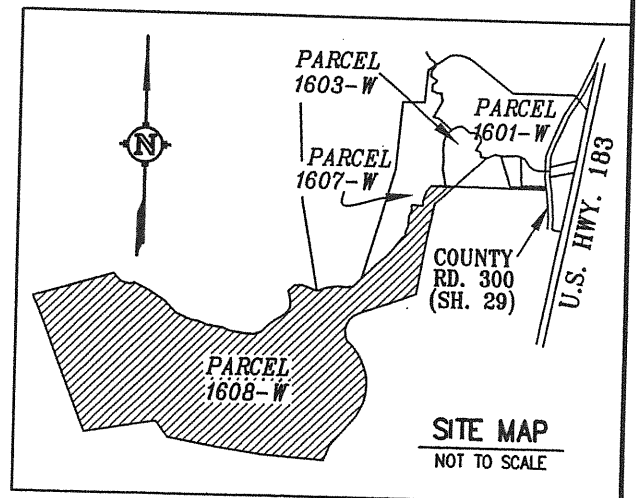 PARCEL
1603-W
PARCEL
1601-W
N
PARCEL
1607-W
U.S. HWY. 183
COUNTY
RD. 300
(SH. 29)
PARCEL
1608-W
SITE MAP
NOT TO SCALE